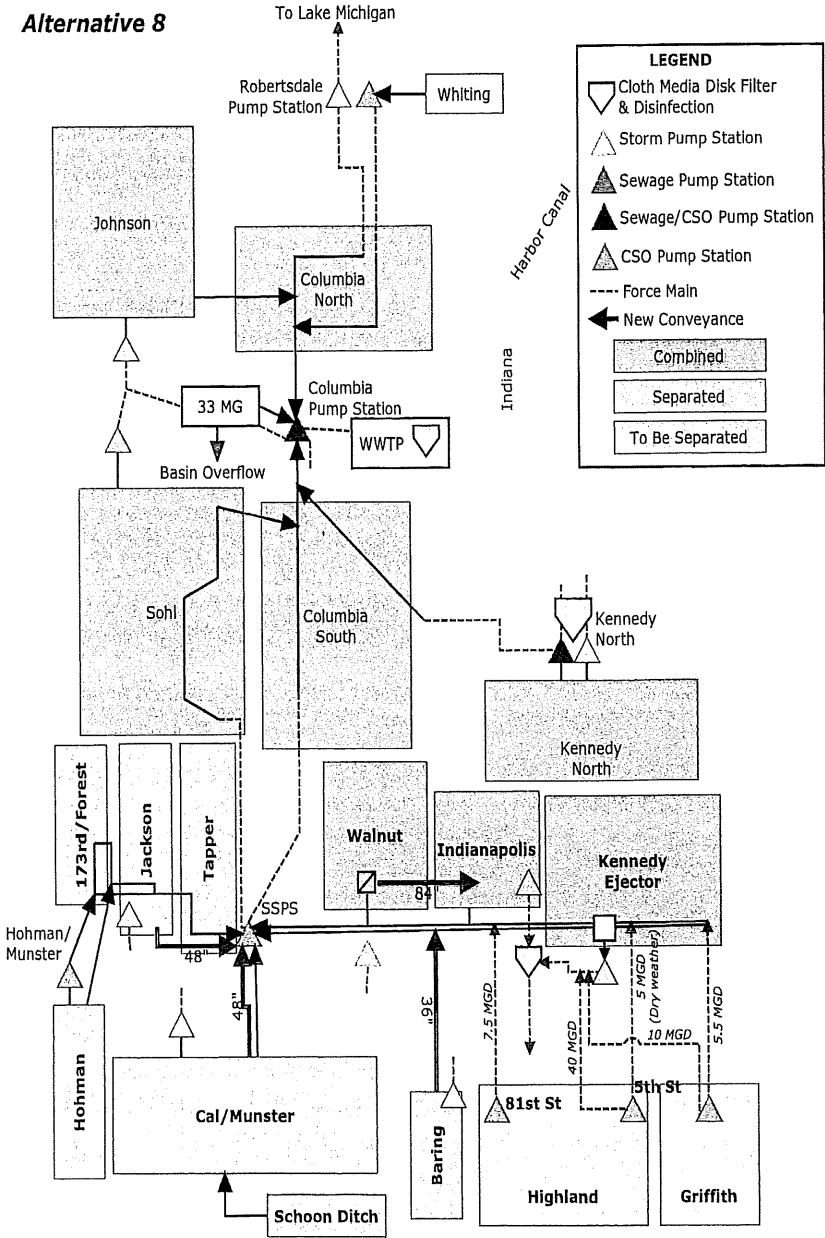 Alternative 8
To Lake Michigan
Robertsdale
Pump Station
Whiting
LEGEND
Cloth Media Disk Filter
& Disinfection
Storm Pump Station
Sewage Pump Station
Sewage/CSO Pump Station
CSO Pump Station
Force Main
New Conveyance
Combined
Separated
To Be Separated
Harbor Canal
Indiana
Johnson
Columbia
North
Columbia
Pump Station
33 MG
WWTP
Basin Overflow
Sohl
Columbia
South
Kennedy
North
Kennedy
North
173rd/Forest
Jackson
Tapper
Walnut
Indianapolis
Kennedy
Ejector
84"
SSPS
Hohman/
Munster
48"
48"
36"
7.5 MGD
40 MGD
5 MGD
(Dry weather)
10 MGD
5.5 MGD
Hohman
Cal/Munster
Baring
81st St
5th St
Highland
Griffith
Schoon Ditch